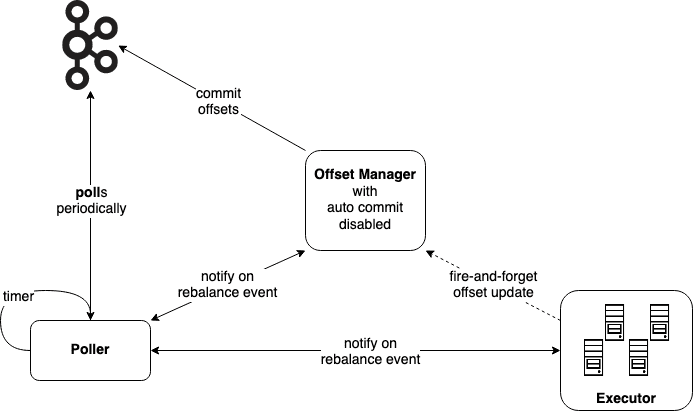 commit
offsets
Offset Manager
with
auto commit
disabled
polls
periodically
notify on
rebalance event
fire-and-forget
offset update
timer
Poller
notify on
rebalance event
Executor